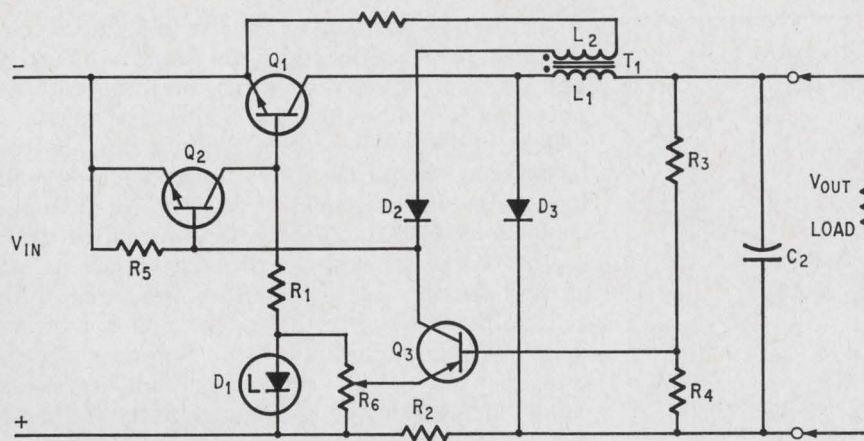 L2
T1
L1
Q1
−
Q2
R3
VOUT
LOAD
D2
D3
VIN
R5
C2
R1
Q3
D1
L
R6
R2
R4
+